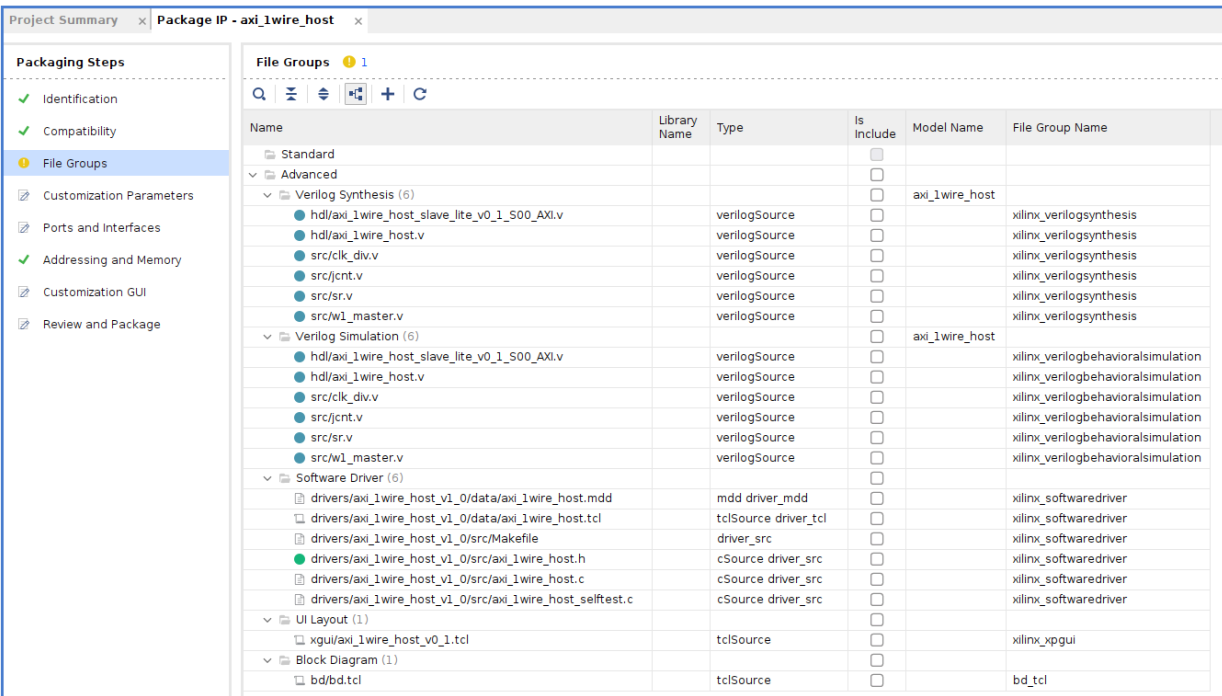 Project Summary × Package IP - axi_1wire_host ×
Packaging Steps
Identification
Compatibility
File Groups
Customization Parameters
Ports and Interfaces
Addressing and Memory
Customization GUI
Review and Package
File Groups 1
Name Library Name Type Is Include Model Name File Group Name
Standard
Advanced
Verilog Synthesis (6) axi_1wire_host
hdl/axi_1wire_host_slave_lite_v0_1_S00_AXI.v verilogSource xilinx_verilogsynthesis
hdl/axi_1wire_host.v verilogSource xilinx_verilogsynthesis
src/clk_div.v verilogSource xilinx_verilogsynthesis
src/jcnt.v verilogSource xilinx_verilogsynthesis
src/sr.v verilogSource xilinx_verilogsynthesis
src/w1_master.v verilogSource xilinx_verilogsynthesis
Verilog Simulation (6) axi_1wire_host
hdl/axi_1wire_host_slave_lite_v0_1_S00_AXI.v verilogSource xilinx_verilogbehavioralsimulation
hdl/axi_1wire_host.v verilogSource xilinx_verilogbehavioralsimulation
src/clk_div.v verilogSource xilinx_verilogbehavioralsimulation
src/jcnt.v verilogSource xilinx_verilogbehavioralsimulation
src/sr.v verilogSource xilinx_verilogbehavioralsimulation
src/w1_master.v verilogSource xilinx_verilogbehavioralsimulation
Software Driver (6)
drivers/axi_1wire_host_v1_0/data/axi_1wire_host.mdd mdd driver_mdd xilinx_softwaredriver
drivers/axi_1wire_host_v1_0/data/axi_1wire_host.tcl tclSource driver_tcl xilinx_softwaredriver
drivers/axi_1wire_host_v1_0/src/Makefile driver_src xilinx_softwaredriver
drivers/axi_1wire_host_v1_0/src/axi_1wire_host.h cSource driver_src xilinx_softwaredriver
drivers/axi_1wire_host_v1_0/src/axi_1wire_host.c cSource driver_src xilinx_softwaredriver
drivers/axi_1wire_host_v1_0/src/axi_1wire_host_selftest.c cSource driver_src xilinx_softwaredriver
UI Layout (1)
xgui/axi_1wire_host_v0_1.tcl tclSource xilinx_xpgui
Block Diagram (1)
bd/bd.tcl tclSource bd_tcl